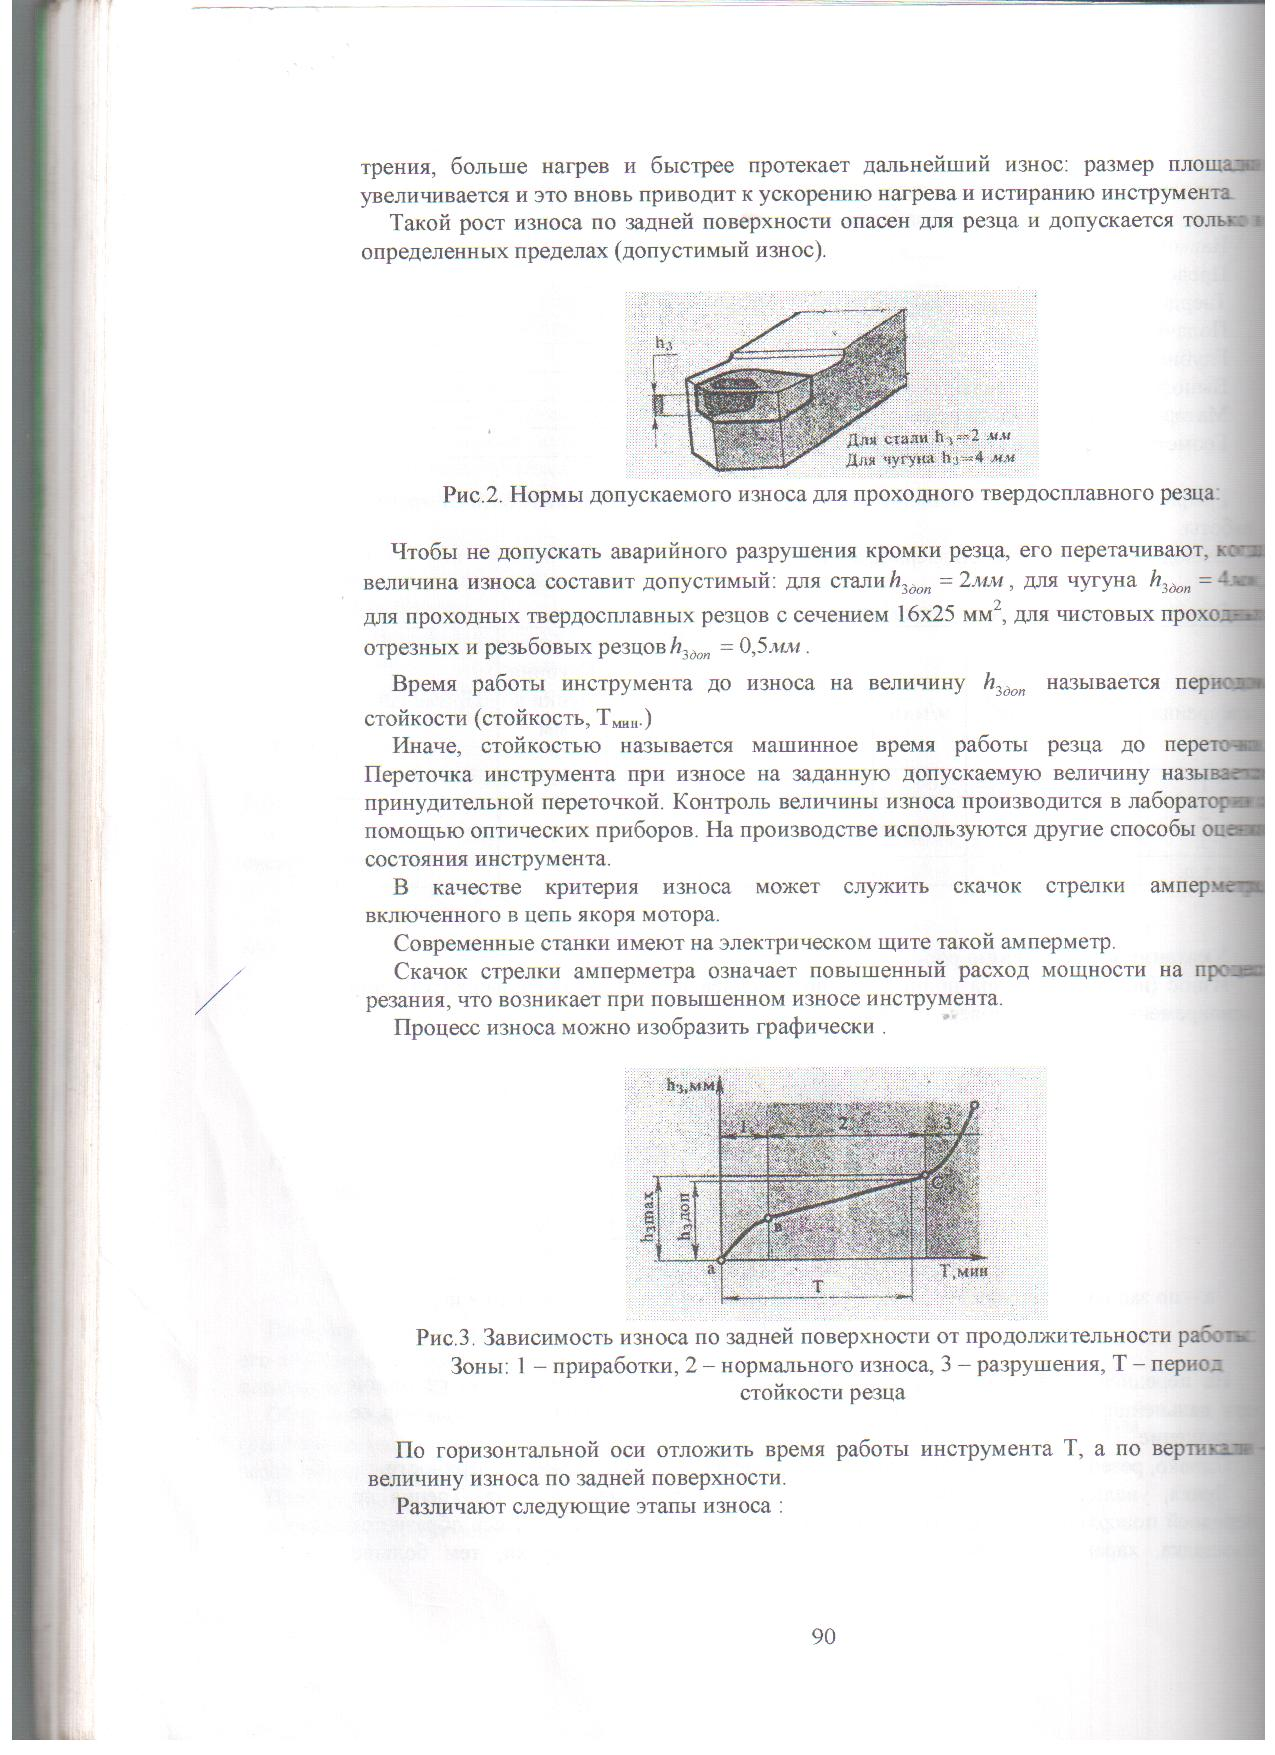 трения, больше нагрев и быстрее протекает дальнейший износ: размер площадки
увеличивается и это вновь приводит к ускорению нагрева и истиранию инструмента.
Такой рост износа по задней поверхности опасен для резца и допускается только в
определенных пределах (допустимый износ).
h₃
Для стали h₃=2 мм
Для чугуна h₃=4 мм
Рис.2. Нормы допускаемого износа для проходного твердосплавного резца:
Чтобы не допускать аварийного разрушения кромки резца, его перетачивают, когда
величина износа составит допустимый: для стали h₃доп = 2мм , для чугуна h₃доп = 4мм
для проходных твердосплавных резцов с сечением 16х25 мм², для чистовых проходных
отрезных и резьбовых резцов h₃доп = 0,5мм .
Время работы инструмента до износа на величину h₃доп называется периодом
стойкости (стойкость, Тмин.)
Иначе, стойкостью называется машинное время работы резца до переточки.
Переточка инструмента при износе на заданную допускаемую величину называется
принудительной переточкой. Контроль величины износа производится в лаборатории с
помощью оптических приборов. На производстве используются другие способы оценки
состояния инструмента.
В качестве критерия износа может служить скачок стрелки амперметра,
включенного в цепь якоря мотора.
Современные станки имеют на электрическом щите такой амперметр.
Скачок стрелки амперметра означает повышенный расход мощности на процесс
резания, что возникает при повышенном износе инструмента.
Процесс износа можно изобразить графически .
h₃,мм
1 2 3
h₃max h₃доп
а в С
Т,мин
Т
Рис.3. Зависимость износа по задней поверхности от продолжительности работы.
Зоны: 1 – приработки, 2 – нормального износа, 3 – разрушения, Т – период
стойкости резца
По горизонтальной оси отложить время работы инструмента Т, а по вертикали -
величину износа по задней поверхности.
Различают следующие этапы износа :
90